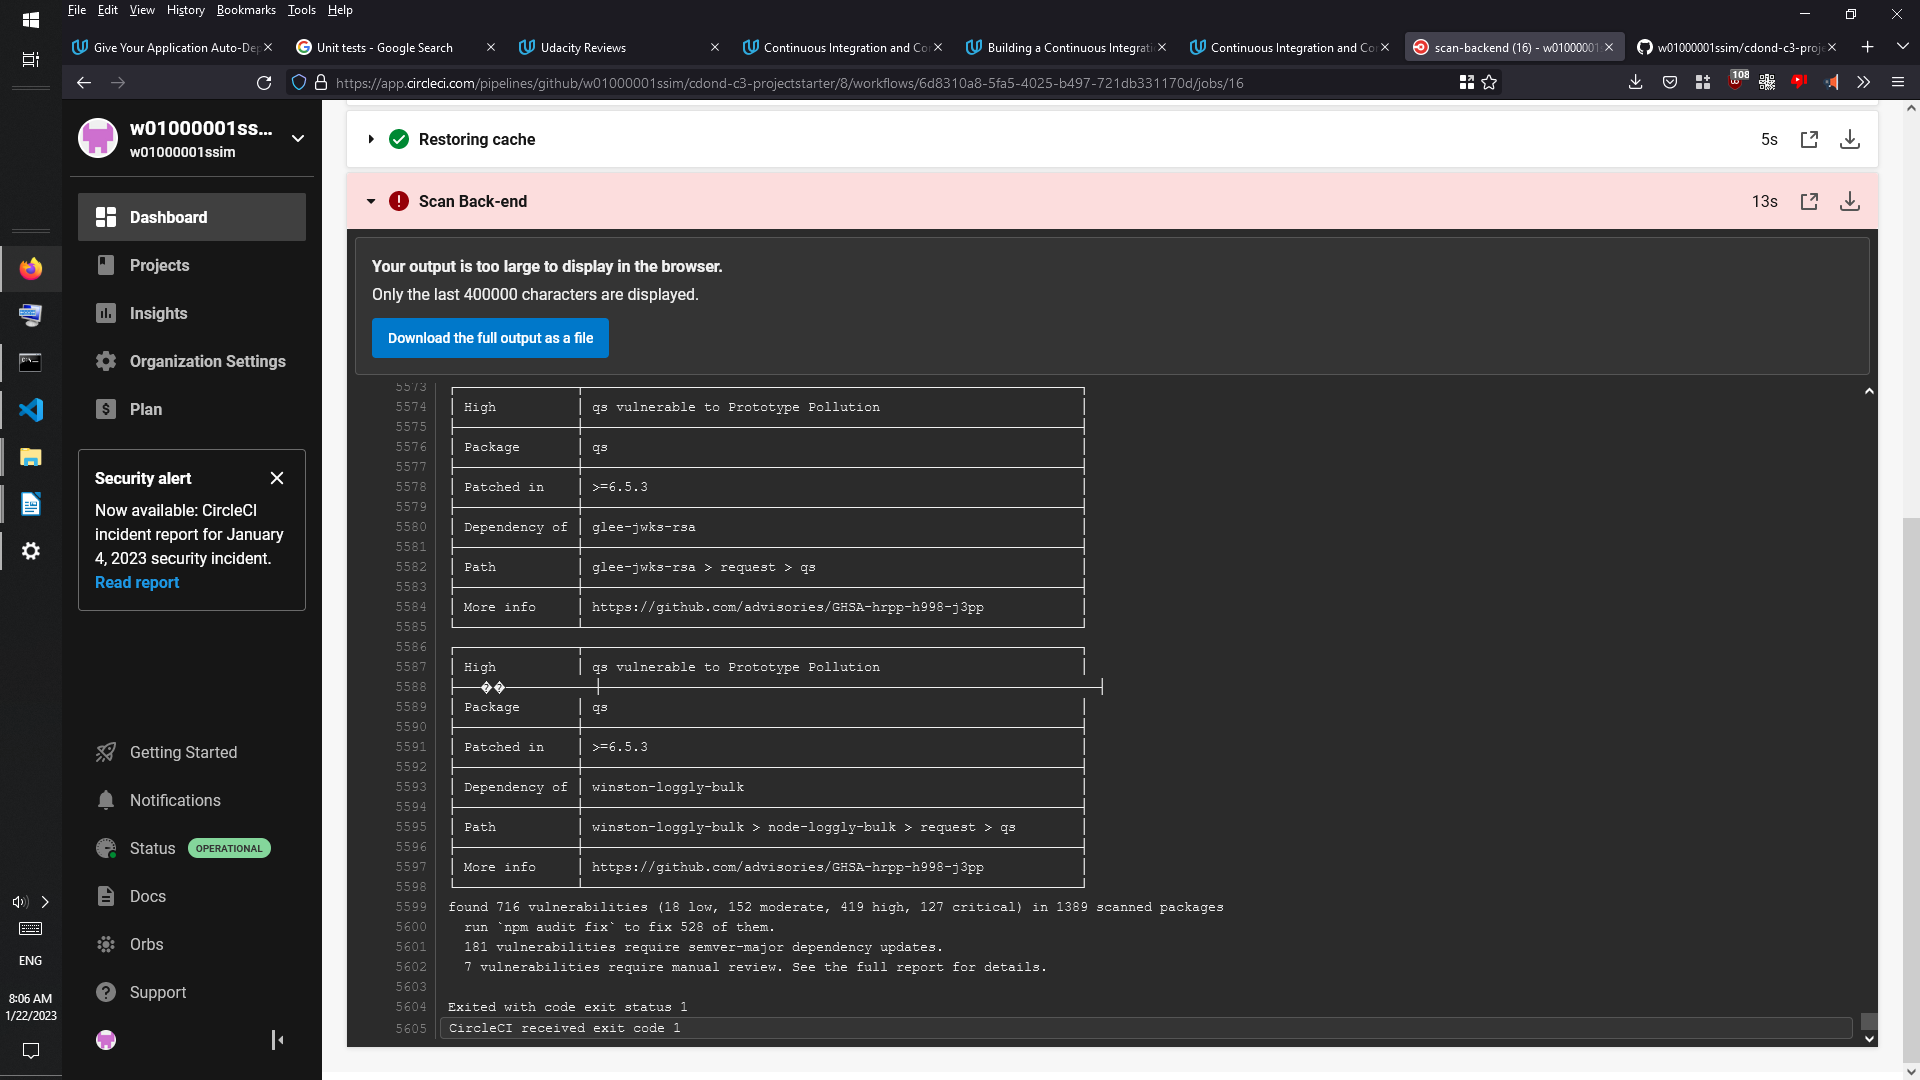 File Edit View History Bookmarks Tools Help
Give Your Application Auto-De
Unit tests - Google Search
Udacity Reviews
Continuous Integration and Co
Building a Continuous Integrati
Continuous Integration and Co
scan-backend (16) - w01000001
w01000001ssim/cdond-c3-proje
https://app.circleci.com/pipelines/github/w01000001ssim/cdond-c3-projectstarter/8/workflows/6d8310a8-5fa5-4025-b497-721db331170d/jobs/16
108
w01000001ss...
w01000001ssim
Dashboard
Projects
Insights
Organization Settings
Plan
Security alert
Now available: CircleCI
incident report for January
4, 2023 security incident.
Read report
Getting Started
Notifications
Status OPERATIONAL
Docs
Orbs
Support
ENG
8:06 AM
1/22/2023
Restoring cache 5s
Scan Back-end 13s
Your output is too large to display in the browser.
Only the last 400000 characters are displayed.
Download the full output as a file
5573
5574 High qs vulnerable to Prototype Pollution
5575
5576 Package qs
5577
5578 Patched in >=6.5.3
5579
5580 Dependency of glee-jwks-rsa
5581
5582 Path glee-jwks-rsa > request > qs
5583
5584 More info https://github.com/advisories/GHSA-hrpp-h998-j3pp
5585
5586
5587 High qs vulnerable to Prototype Pollution
5588 ��
5589 Package qs
5590
5591 Patched in >=6.5.3
5592
5593 Dependency of winston-loggly-bulk
5594
5595 Path winston-loggly-bulk > node-loggly-bulk > request > qs
5596
5597 More info https://github.com/advisories/GHSA-hrpp-h998-j3pp
5598
5599 found 716 vulnerabilities (18 low, 152 moderate, 419 high, 127 critical) in 1389 scanned packages
5600 run `npm audit fix` to fix 528 of them.
5601 181 vulnerabilities require semver-major dependency updates.
5602 7 vulnerabilities require manual review. See the full report for details.
5603
5604 Exited with code exit status 1
5605 CircleCI received exit code 1